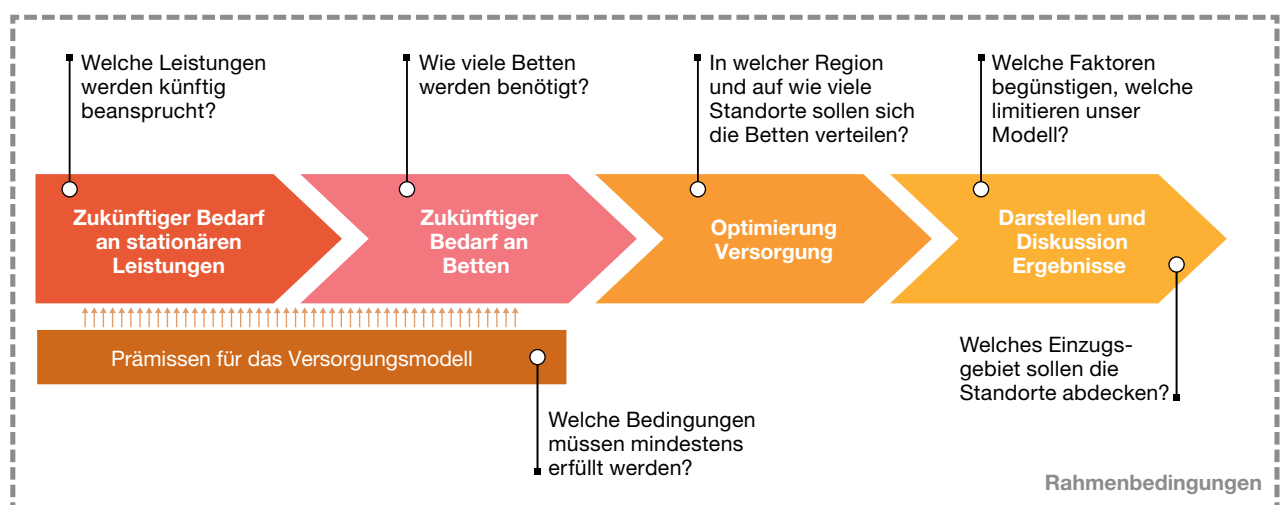 Welche Leistungen
werden künftig
beansprucht?
Wie viele Betten
werden benötigt?
In welcher Region
und auf wie viele
Standorte sollen sich
die Betten verteilen?
Welche Faktoren
begünstigen, welche
limitieren unser
Modell?
Zukünftiger Bedarf
an stationären
Leistungen
Zukünftiger
Bedarf an
Betten
Optimierung
Versorgung
Darstellen und
Diskussion
Ergebnisse
Prämissen für das Versorgungsmodell
Welches Einzugs-
gebiet sollen die
Standorte abdecken?
Welche Bedingungen
müssen mindestens
erfüllt werden?
Rahmenbedingungen